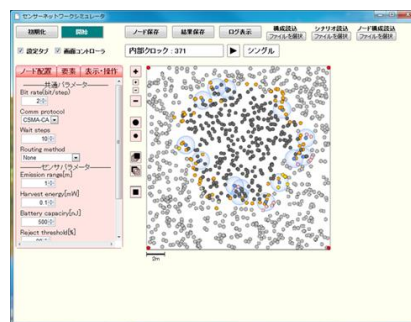 センサーネットワークシミュレータ
初期化
開始
ノード保存
結果保存
ログ表示
構成読込
ファイルを選択
シナリオ読込
ファイルを選択
ノード構成読込
ファイルを選択
設定タブ
画面コントローラ
内部クロック : 371
▶
シングル
ノード配置
要素
表示・操作
共通パラメータ
Bit rate(bit/step)
2
Comm protocol
CSMA-CA
Wait steps
10
Routing method
None
センサパラメータ
Emission range[m]
1
Harvest energy[mW]
0.1
Battery capaciry[nJ]
500
Reject threshold[%]
2m